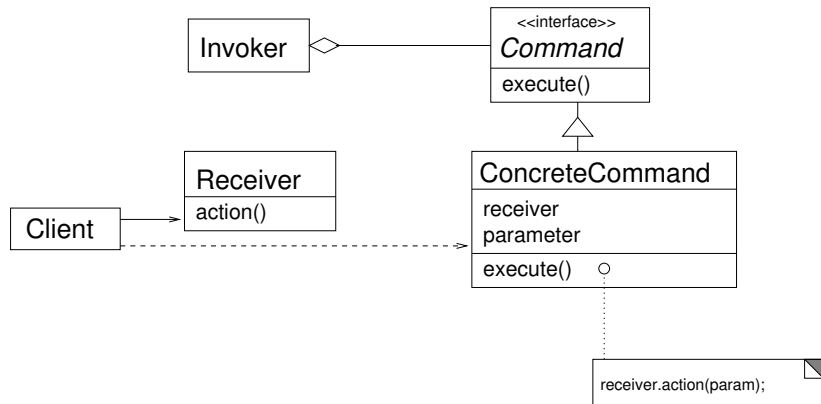 <<interface>>
Invoker
Command
execute()
Receiver
action()
ConcreteCommand
receiver
parameter
execute()
Client
receiver.action(param);